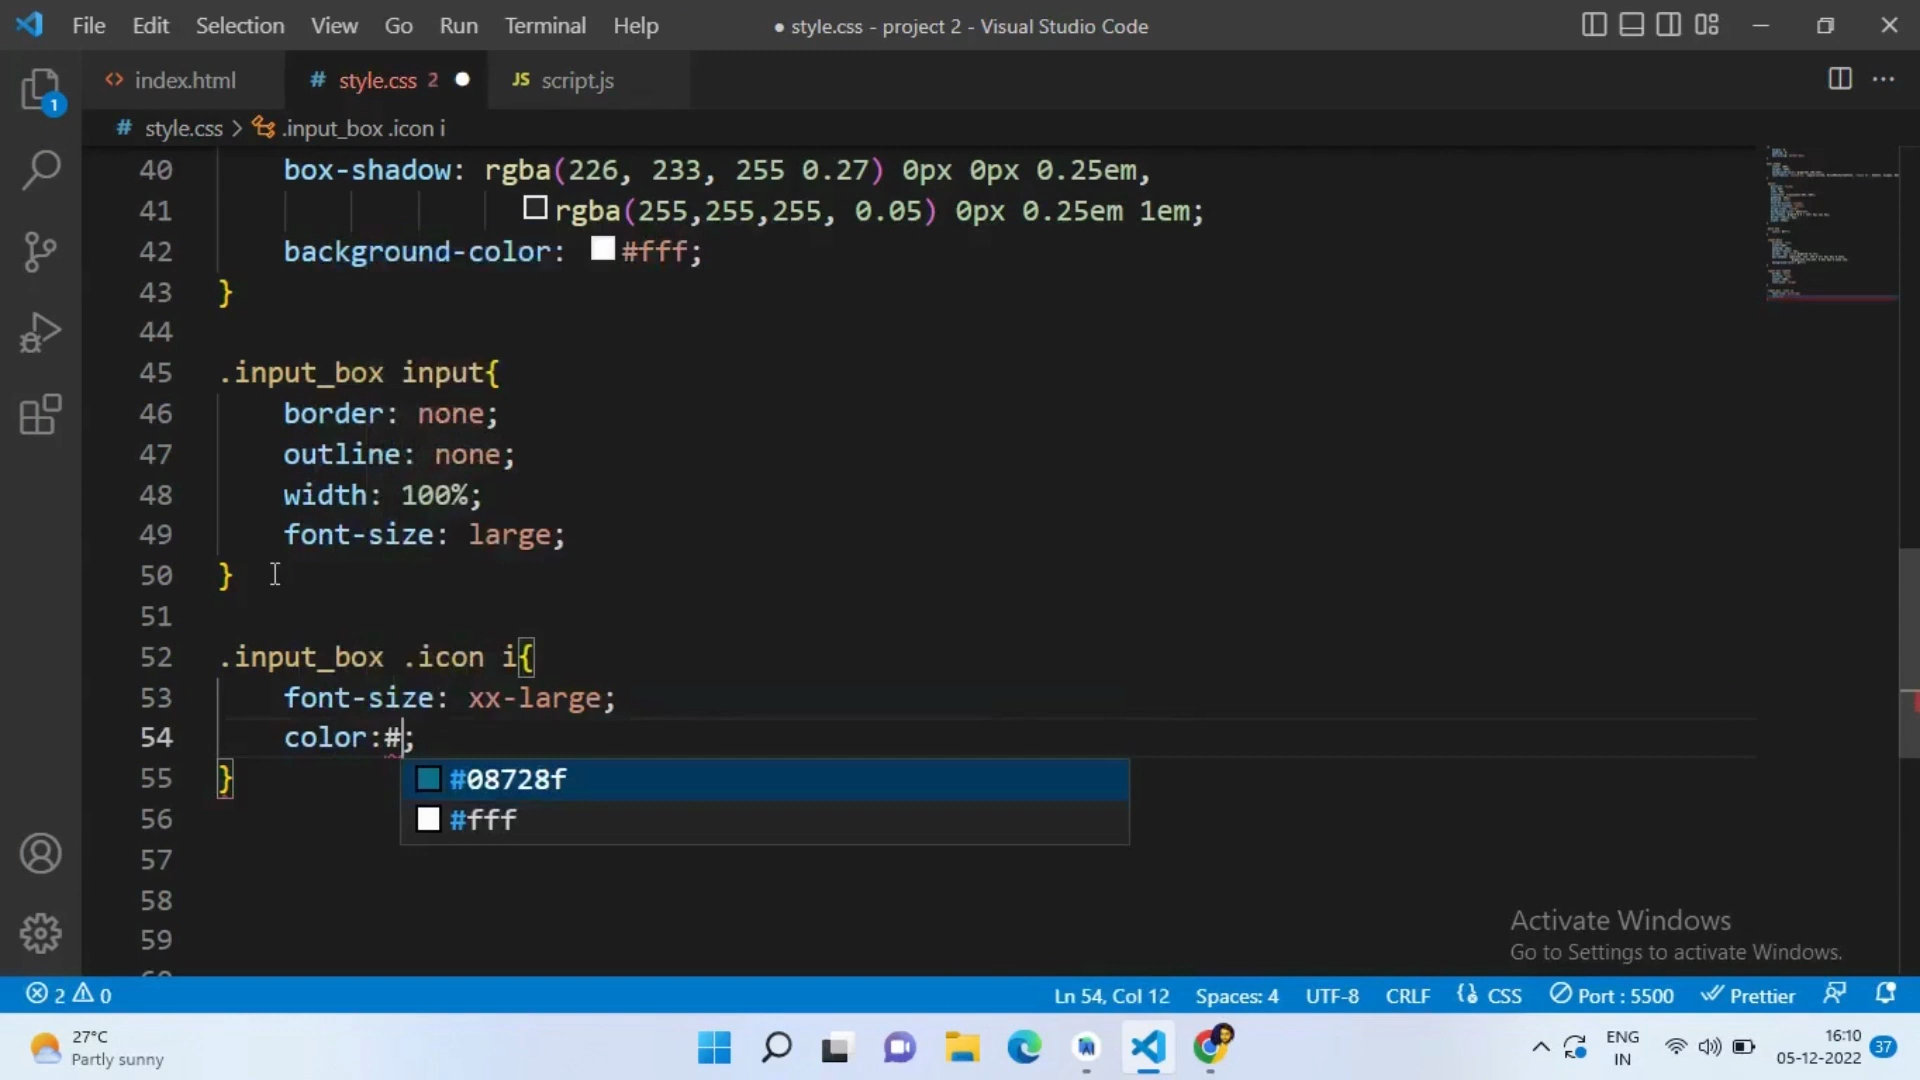 File Edit Selection View Go Run Terminal Help ● style.css - project 2 - Visual Studio Code
<> index.html # style.css 2 JS script.js
# style.css > .input_box .icon i
40 box-shadow: rgba(226, 233, 255 0.27) 0px 0px 0.25em,
41 rgba(255,255,255, 0.05) 0px 0.25em 1em;
42 background-color: #fff;
43 }
44
45 .input_box input{
46 border: none;
47 outline: none;
48 width: 100%;
49 font-size: large;
50 }
51
52 .input_box .icon i{
53 font-size: xx-large;
54 color:#;
#08728f
55 }
#fff
56
57
58
59
1
Activate Windows
Go to Settings to activate Windows.
2 0 Ln 54, Col 12 Spaces: 4 UTF-8 CRLF CSS Port : 5500 Prettier
27°C
Partly sunny
ENG
IN
16:10
05-12-2022
37